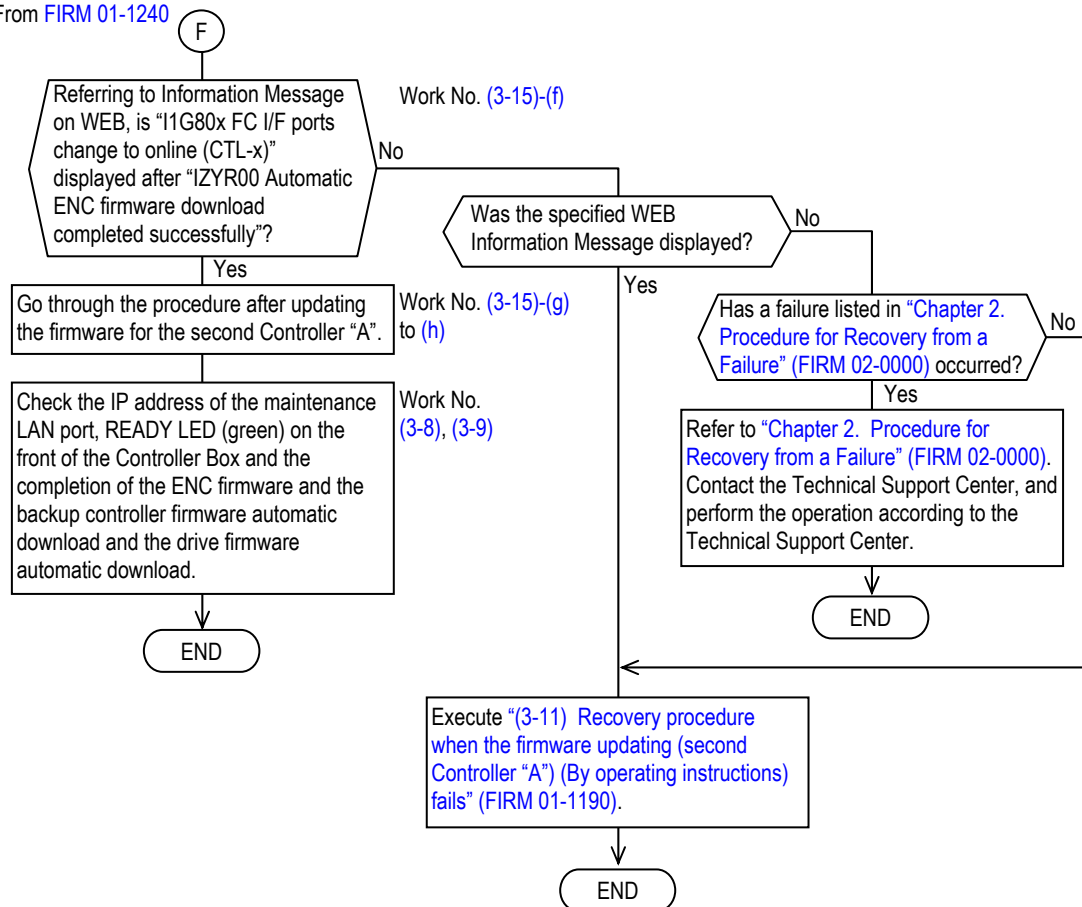 From FIRM 01-1240
F
Referring to Information Message
on WEB, is “I1G80x FC I/F ports
change to online (CTL-x)”
displayed after “IZYR00 Automatic
ENC firmware download
completed successfully”?
Work No. (3-15)-(f)
No
Yes
Was the specified WEB
Information Message displayed?
No
Yes
Go through the procedure after updating
the firmware for the second Controller “A”.
Work No. (3-15)-(g)
to (h)
Has a failure listed in “Chapter 2.
Procedure for Recovery from a
Failure” (FIRM 02-0000) occurred?
No
Yes
Check the IP address of the maintenance
LAN port, READY LED (green) on the
front of the Controller Box and the
completion of the ENC firmware and the
backup controller firmware automatic
download and the drive firmware
automatic download.
Work No.
(3-8), (3-9)
Refer to “Chapter 2.  Procedure for
Recovery from a Failure” (FIRM 02-0000).
Contact the Technical Support Center, and
perform the operation according to the
Technical Support Center.
END
END
Execute “(3-11)  Recovery procedure
when the firmware updating (second
Controller “A”) (By operating instructions)
fails” (FIRM 01-1190).
END